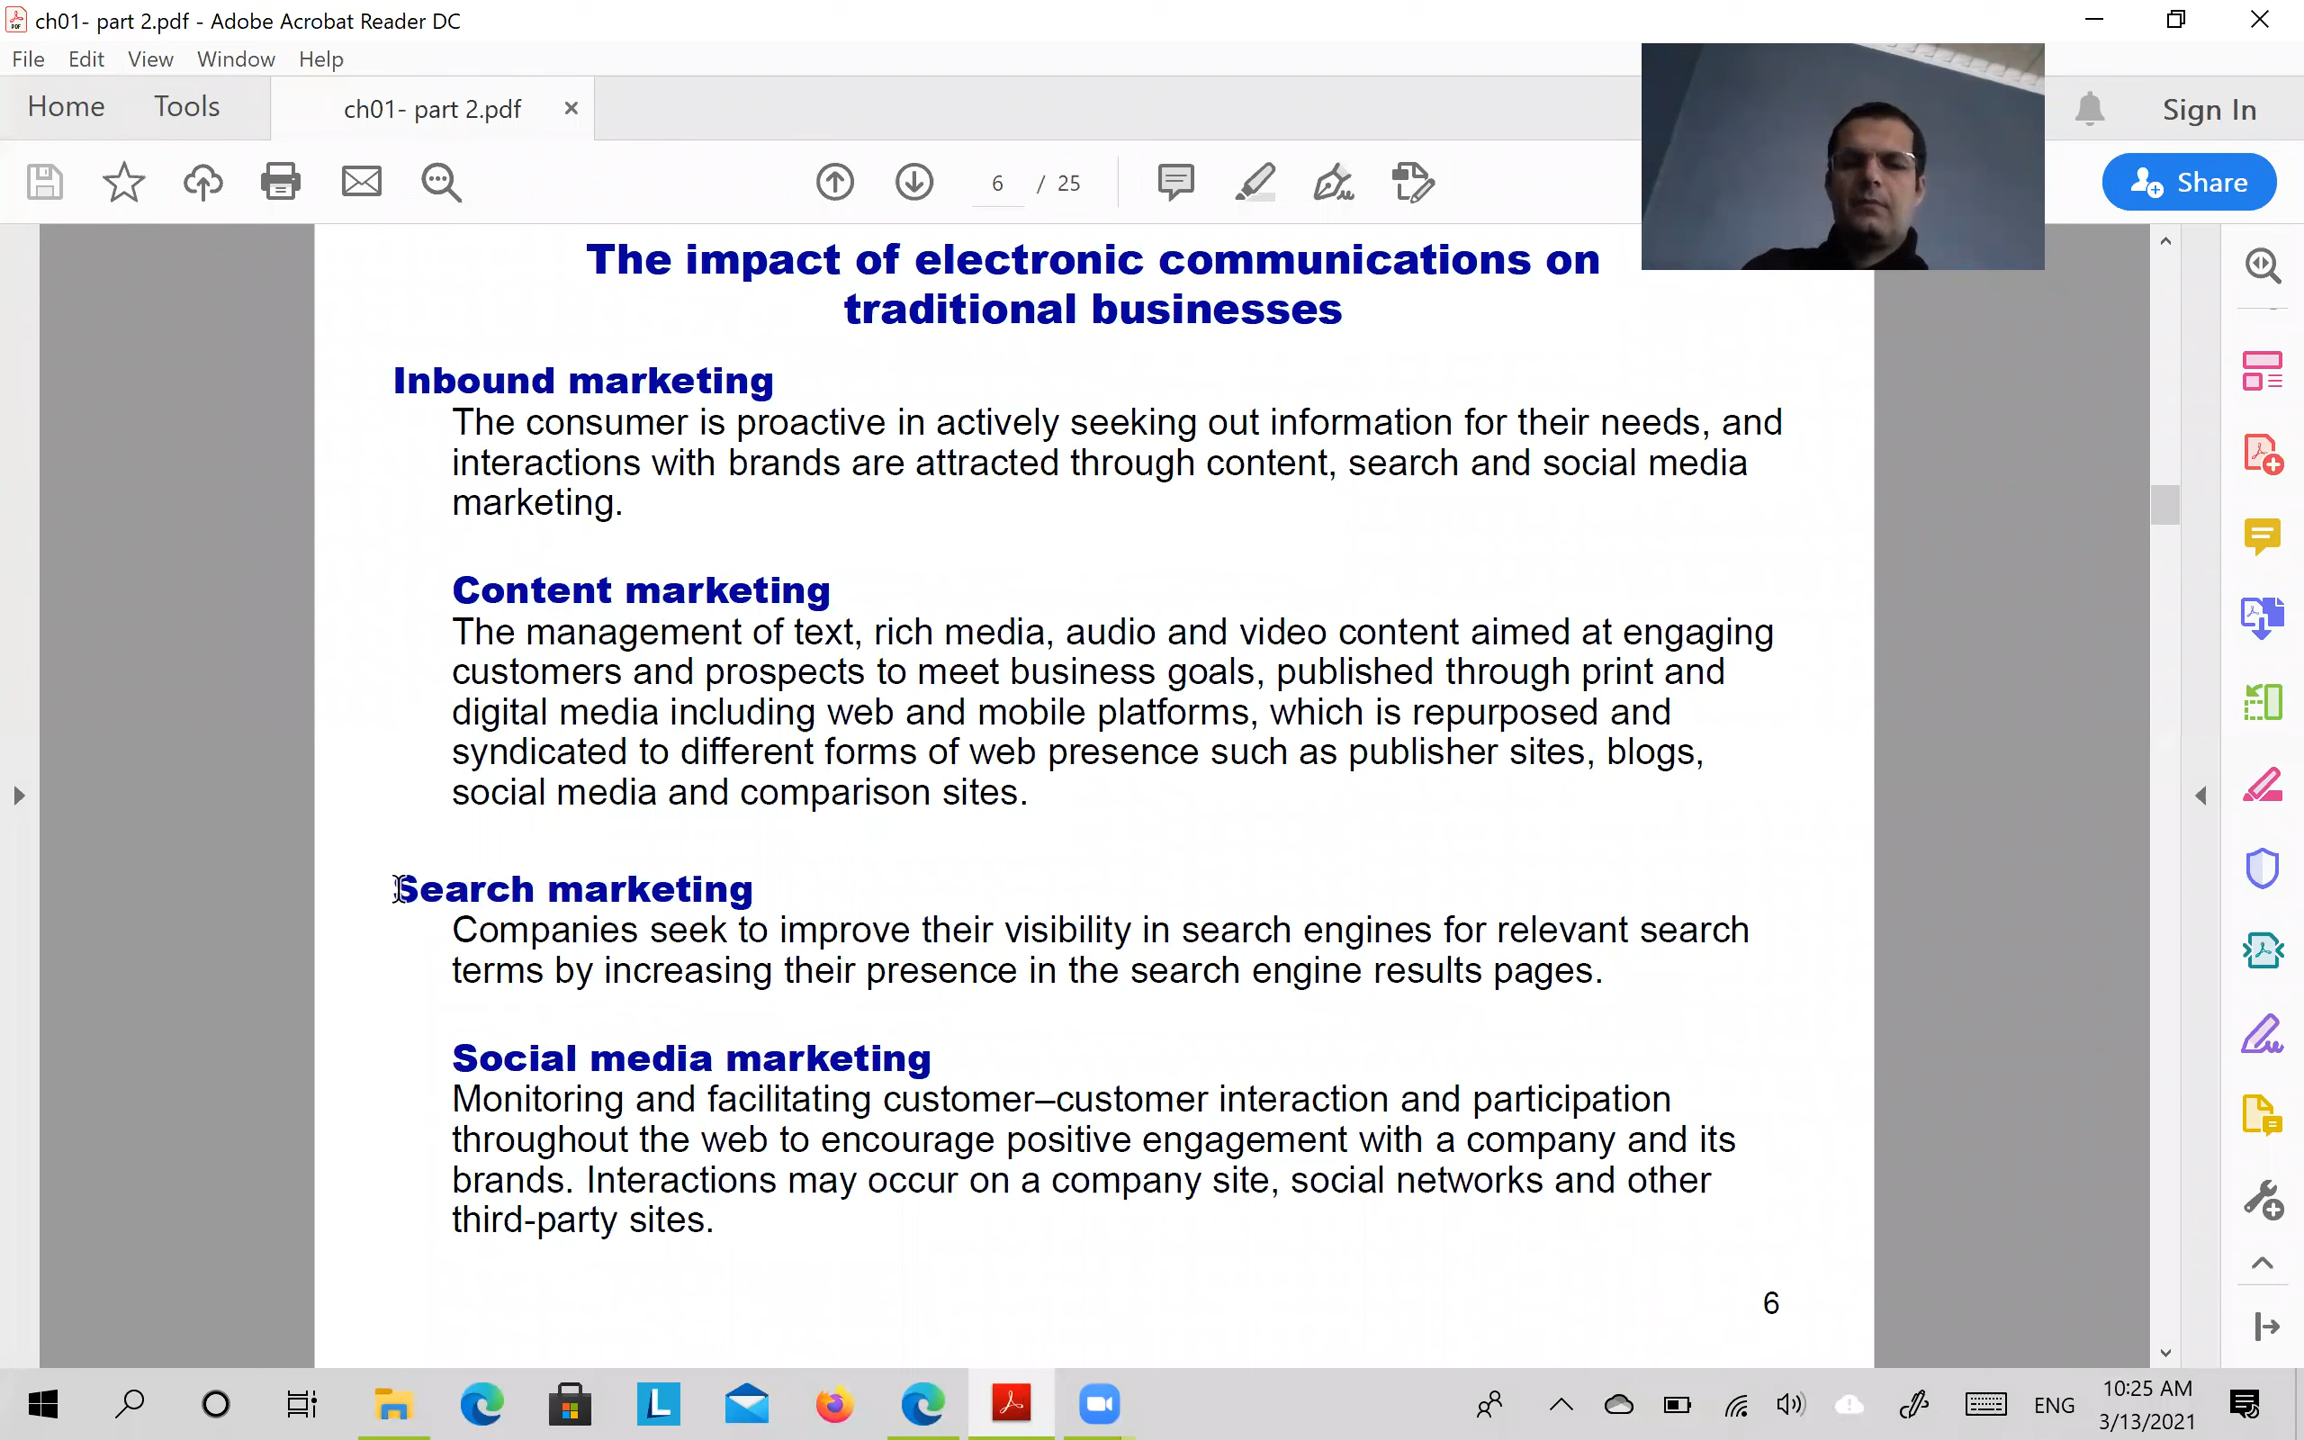 ch01- part 2.pdf - Adobe Acrobat Reader DC
File Edit View Window Help
Home Tools ch01- part 2.pdf Sign In
6 / 25 Share
The impact of electronic communications on
traditional businesses
Inbound marketing
The consumer is proactive in actively seeking out information for their needs, and
interactions with brands are attracted through content, search and social media
marketing.
Content marketing
The management of text, rich media, audio and video content aimed at engaging
customers and prospects to meet business goals, published through print and
digital media including web and mobile platforms, which is repurposed and
syndicated to different forms of web presence such as publisher sites, blogs,
social media and comparison sites.
Search marketing
Companies seek to improve their visibility in search engines for relevant search
terms by increasing their presence in the search engine results pages.
Social media marketing
Monitoring and facilitating customer–customer interaction and participation
throughout the web to encourage positive engagement with a company and its
brands. Interactions may occur on a company site, social networks and other
third-party sites.
6
L
ENG
10:25 AM
3/13/2021